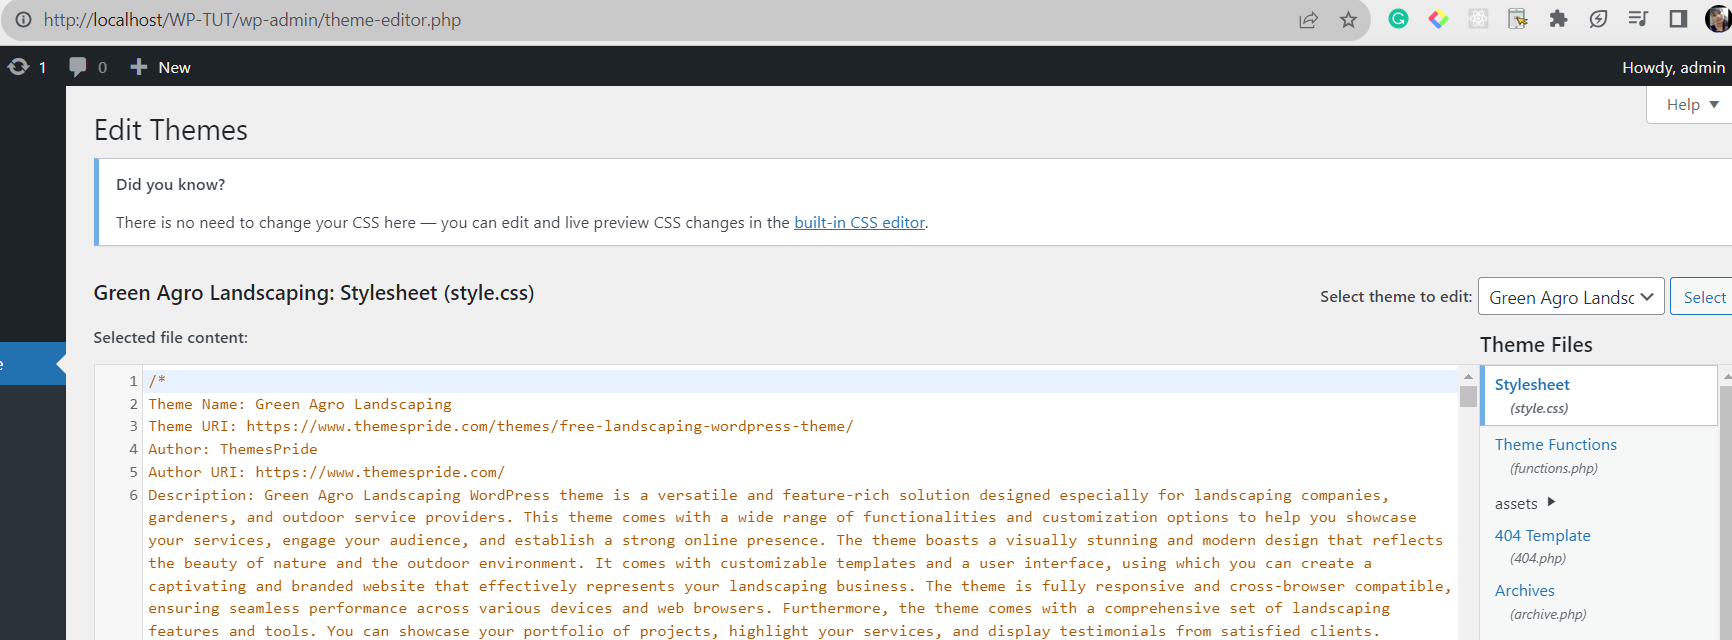 http://localhost/WP-TUT/wp-admin/theme-editor.php
1 0 New Howdy, admin
Help
Edit Themes
Did you know?
There is no need to change your CSS here — you can edit and live preview CSS changes in the built-in CSS editor.
Green Agro Landscaping: Stylesheet (style.css)
Select theme to edit: Green Agro Landsc Select
Selected file content:
1 /*
2 Theme Name: Green Agro Landscaping
3 Theme URI: https://www.themespride.com/themes/free-landscaping-wordpress-theme/
4 Author: ThemesPride
5 Author URI: https://www.themespride.com/
6 Description: Green Agro Landscaping WordPress theme is a versatile and feature-rich solution designed especially for landscaping companies,
gardeners, and outdoor service providers. This theme comes with a wide range of functionalities and customization options to help you showcase
your services, engage your audience, and establish a strong online presence. The theme boasts a visually stunning and modern design that reflects
the beauty of nature and the outdoor environment. It comes with customizable templates and a user interface, using which you can create a
captivating and branded website that effectively represents your landscaping business. The theme is fully responsive and cross-browser compatible,
ensuring seamless performance across various devices and web browsers. Furthermore, the theme comes with a comprehensive set of landscaping
features and tools. You can showcase your portfolio of projects, highlight your services, and display testimonials from satisfied clients.
Theme Files
Stylesheet
(style.css)
Theme Functions
(functions.php)
assets
404 Template
(404.php)
Archives
(archive.php)